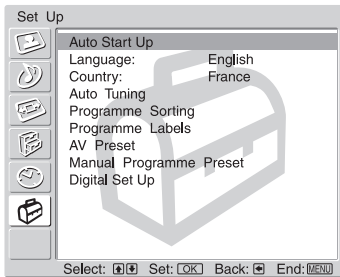 Set Up
Auto Start Up
Language: English
Country: France
Auto Tuning
Programme Sorting
Programme Labels
AV Preset
Manual Programme Preset
Digital Set Up
Select: Set: OK Back: End: MENU